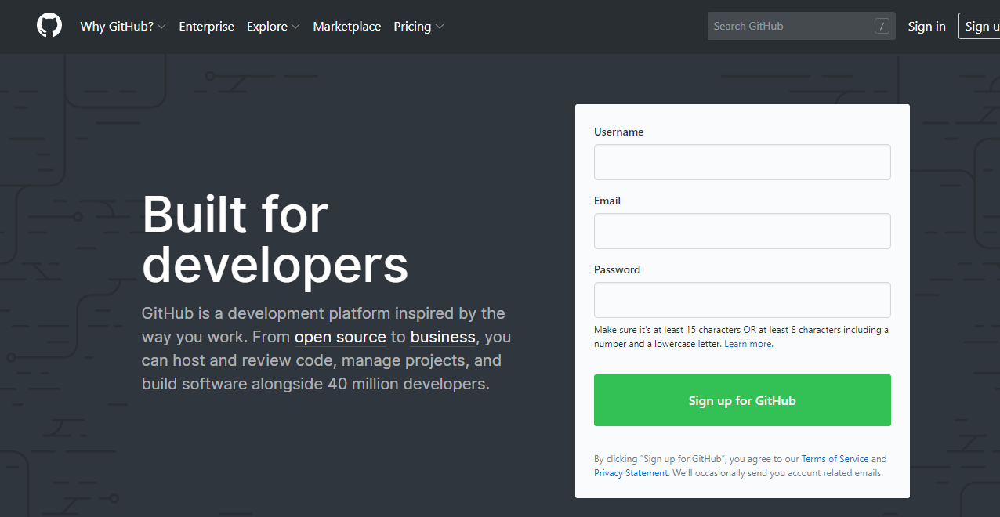 Why GitHub? Enterprise Explore Marketplace Pricing Search GitHub / Sign in Sign u
Built for
developers
GitHub is a development platform inspired by the
way you work. From open source to business, you
can host and review code, manage projects, and
build software alongside 40 million developers.
Username
Email
Password
Make sure it's at least 15 characters OR at least 8 characters including a
number and a lowercase letter. Learn more.
Sign up for GitHub
By clicking “Sign up for GitHub”, you agree to our Terms of Service and
Privacy Statement. We’ll occasionally send you account related emails.